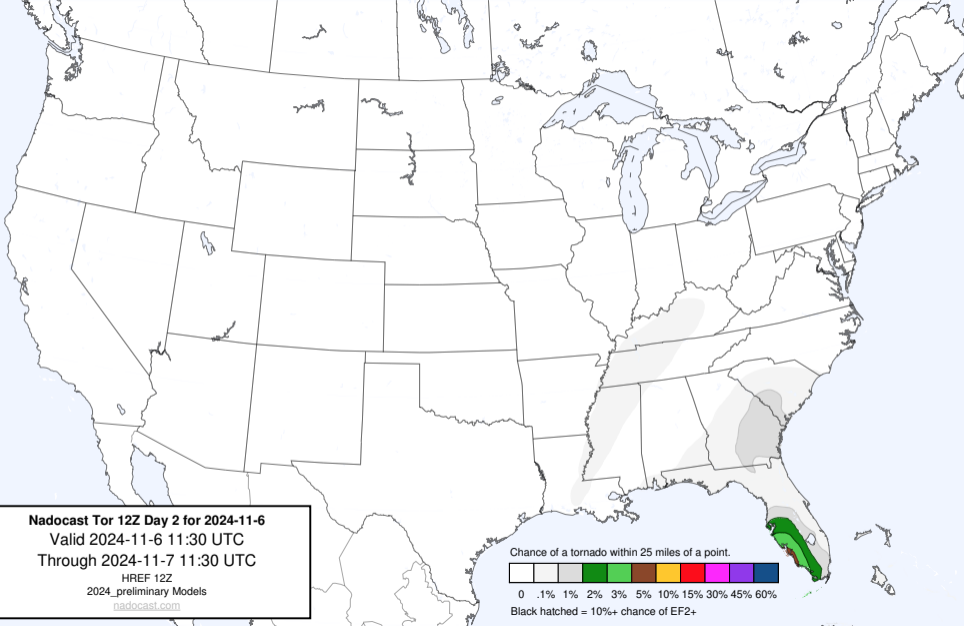 Nadocast Tor 12Z Day 2 for 2024-11-6
Valid 2024-11-6 11:30 UTC
Through 2024-11-7 11:30 UTC
HREF 12Z
2024_preliminary Models
nadocast.com
Chance of a tornado within 25 miles of a point.
0 .1% 1% 2% 3% 5% 10% 15% 30% 45% 60%
Black hatched = 10%+ chance of EF2+